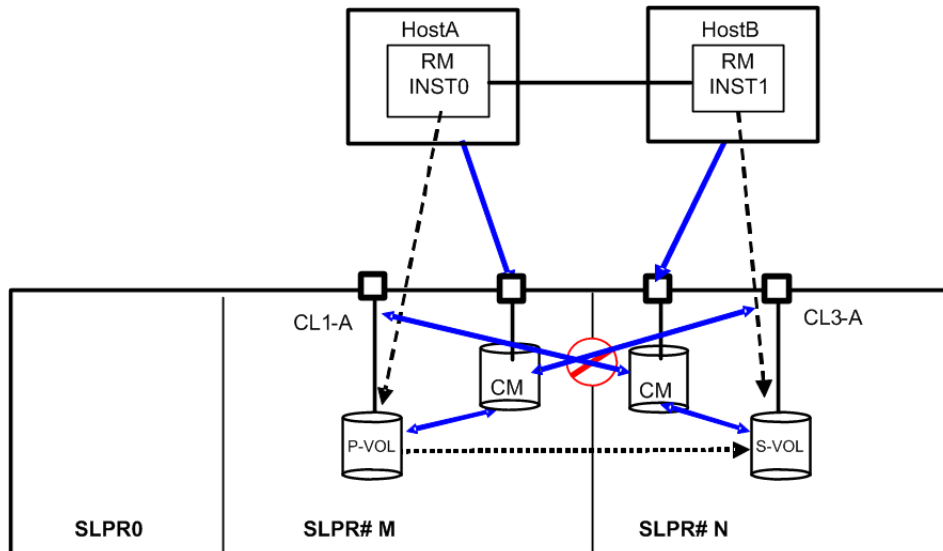 HostA
HostB
RM
INST0
RM
INST1
CL1-A
CL3-A
CM
CM
P-VOL
S-VOL
SLPR0
SLPR# M
SLPR# N